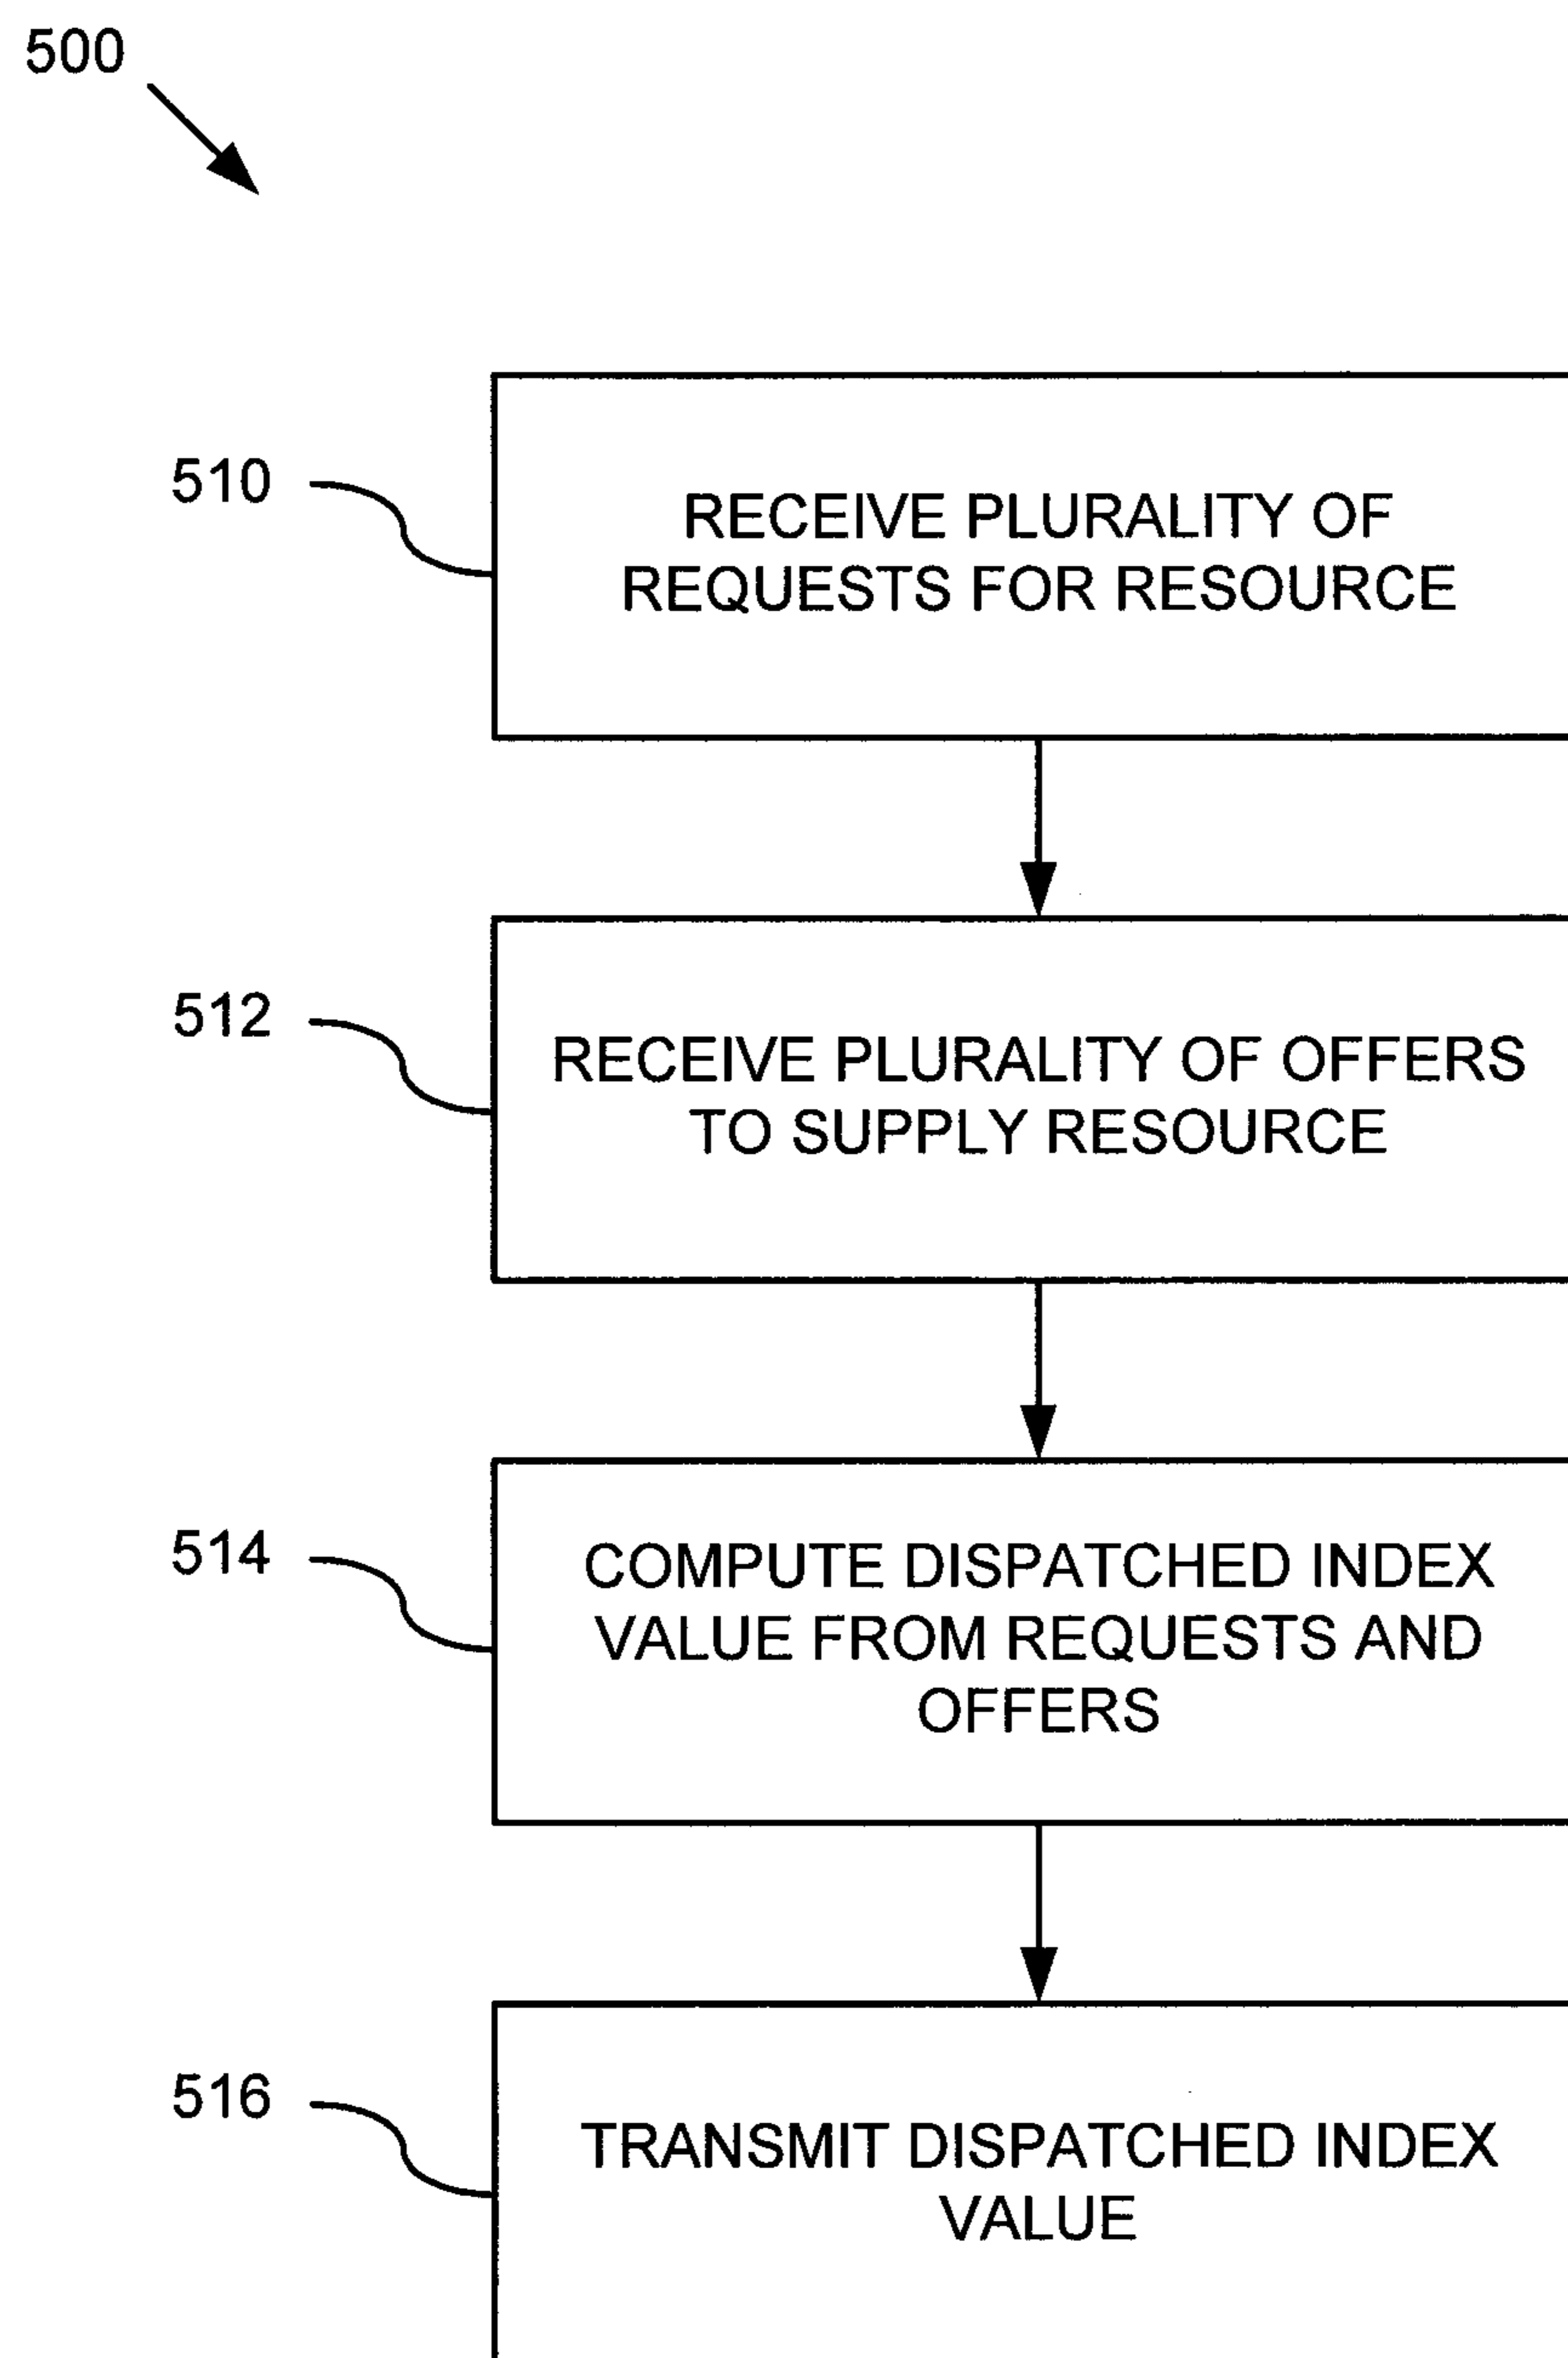 500
510
RECEIVE PLURALITY OF
REQUESTS FOR RESOURCE
512
RECEIVE PLURALITY OF OFFERS
TO SUPPLY RESOURCE
514
COMPUTE DISPATCHED INDEX
VALUE FROM REQUESTS AND
OFFERS
516
TRANSMIT DISPATCHED INDEX
VALUE